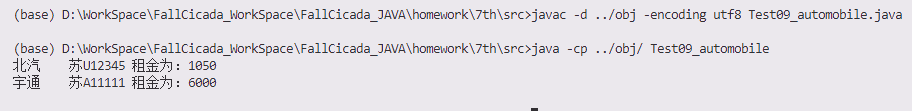 (base) D:\WorkSpace\FallCicada_WorkSpace\FallCicada_JAVA\homework\7th\src>javac -d ../obj -encoding utf8 Test09_automobile.java
(base) D:\WorkSpace\FallCicada_WorkSpace\FallCicada_JAVA\homework\7th\src>java -cp ../obj/ Test09_automobile
北汽 苏U12345 租金为：1050
宇通 苏A11111 租金为：6000